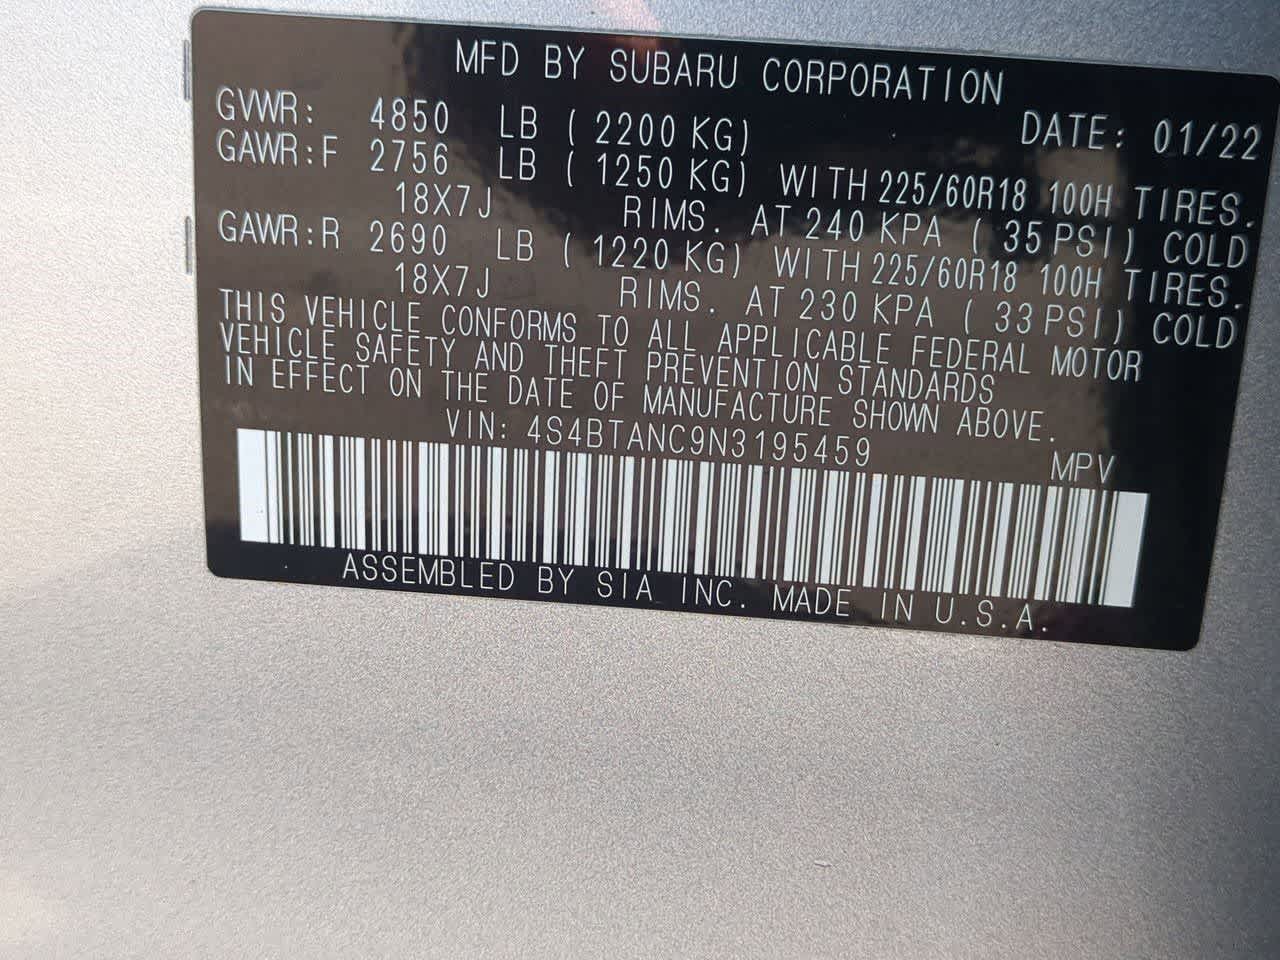 MFD BY SUBARU CORPORATION
GVWR: 4850 LB ( 2200 KG) DATE: 01/22
GAWR:F 2756 LB ( 1250 KG) WITH 225/60R18 100H TIRES.
18X7J RIMS. AT 240 KPA ( 35 PSI) COLD
GAWR:R 2690 LB ( 1220 KG) WITH 225/60R18 100H TIRES.
18X7J RIMS. AT 230 KPA ( 33 PSI) COLD
THIS VEHICLE CONFORMS TO ALL APPLICABLE FEDERAL MOTOR
VEHICLE SAFETY AND THEFT PREVENTION STANDARDS
IN EFFECT ON THE DATE OF MANUFACTURE SHOWN ABOVE.
VIN: 4S4BTANC9N3195459 MPV
ASSEMBLED BY SIA INC. MADE IN U.S.A.